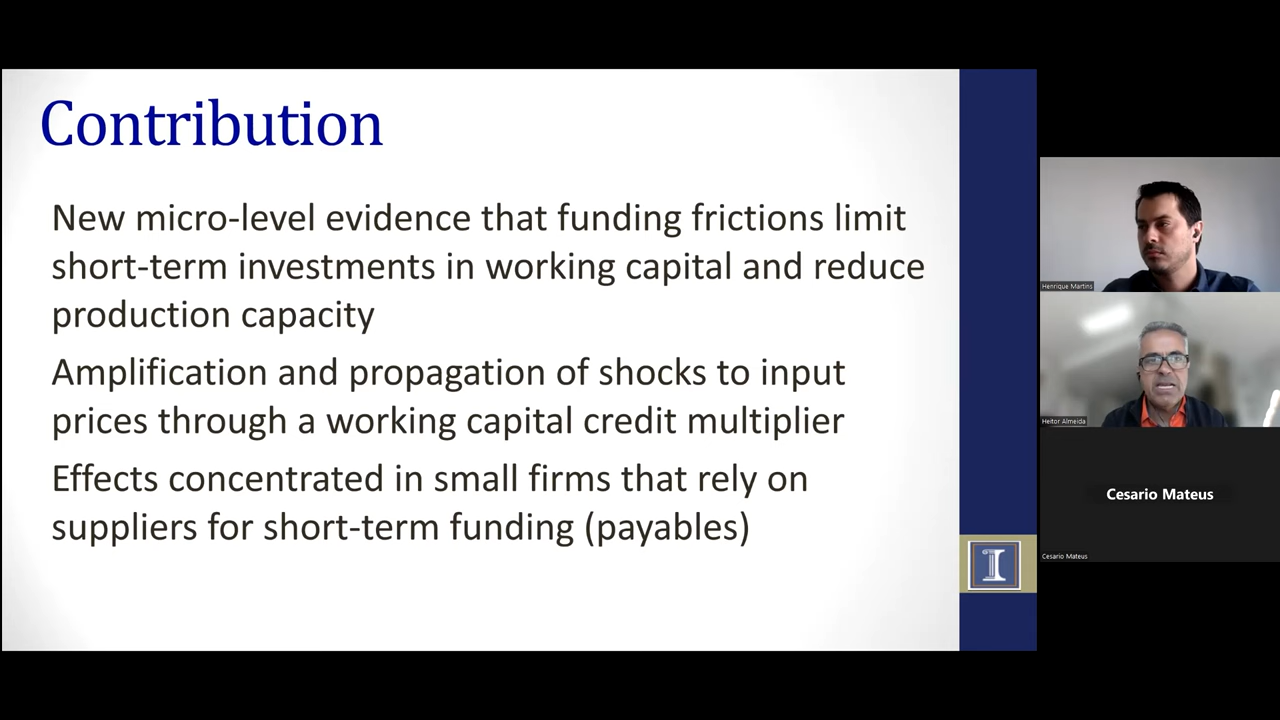 Contribution
New micro-level evidence that funding frictions limit
short-term investments in working capital and reduce
production capacity
Amplification and propagation of shocks to input
prices through a working capital credit multiplier
Effects concentrated in small firms that rely on
suppliers for short-term funding (payables)
I
Henrique Martins
Heitor Almeida
Cesario Mateus
Cesario Mateus